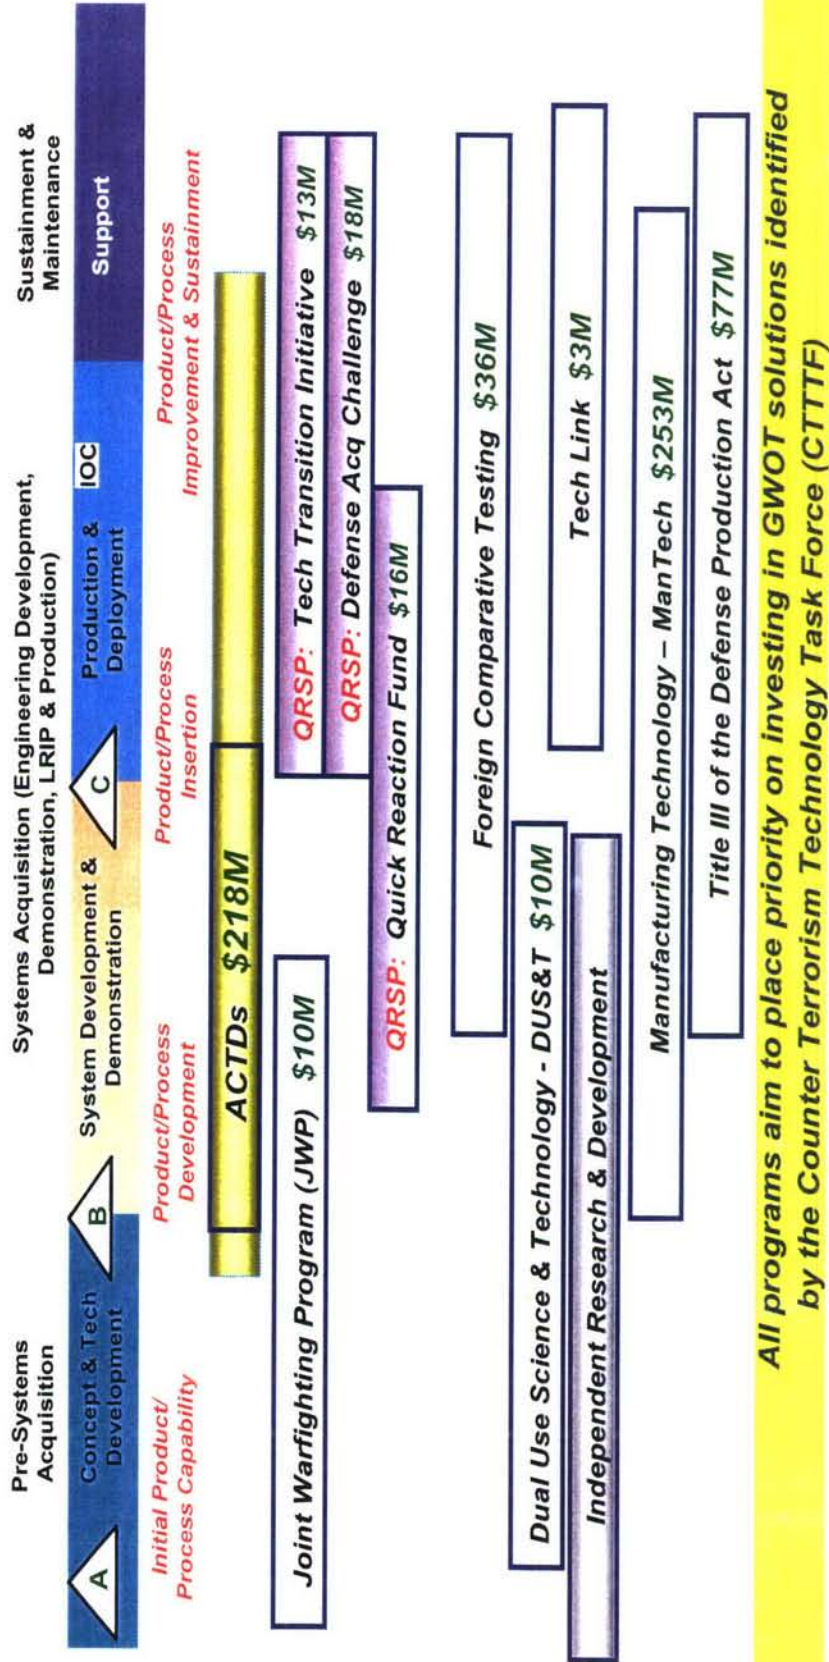 Pre-Systems
Acquisition
Systems Acquisition (Engineering Development,
Demonstration, LRIP & Production)
Sustainment &
Maintenance
A
Concept & Tech
Development
B
System Development &
Demonstration
C
Production &
Deployment
IOC
Support
Initial Product/
Process Capability
Product/Process
Development
Product/Process
Insertion
Product/Process
Improvement & Sustainment
ACTDs $218M
Joint Warfighting Program (JWP) $10M
QRSP: Tech Transition Initiative $13M
QRSP: Defense Acq Challenge $18M
QRSP: Quick Reaction Fund $16M
Foreign Comparative Testing $36M
Dual Use Science & Technology - DUS&T $10M
Tech Link $3M
Independent Research & Development
Manufacturing Technology – ManTech $253M
Title III of the Defense Production Act $77M
All programs aim to place priority on investing in GWOT solutions identified
by the Counter Terrorism Technology Task Force (CTTTF)